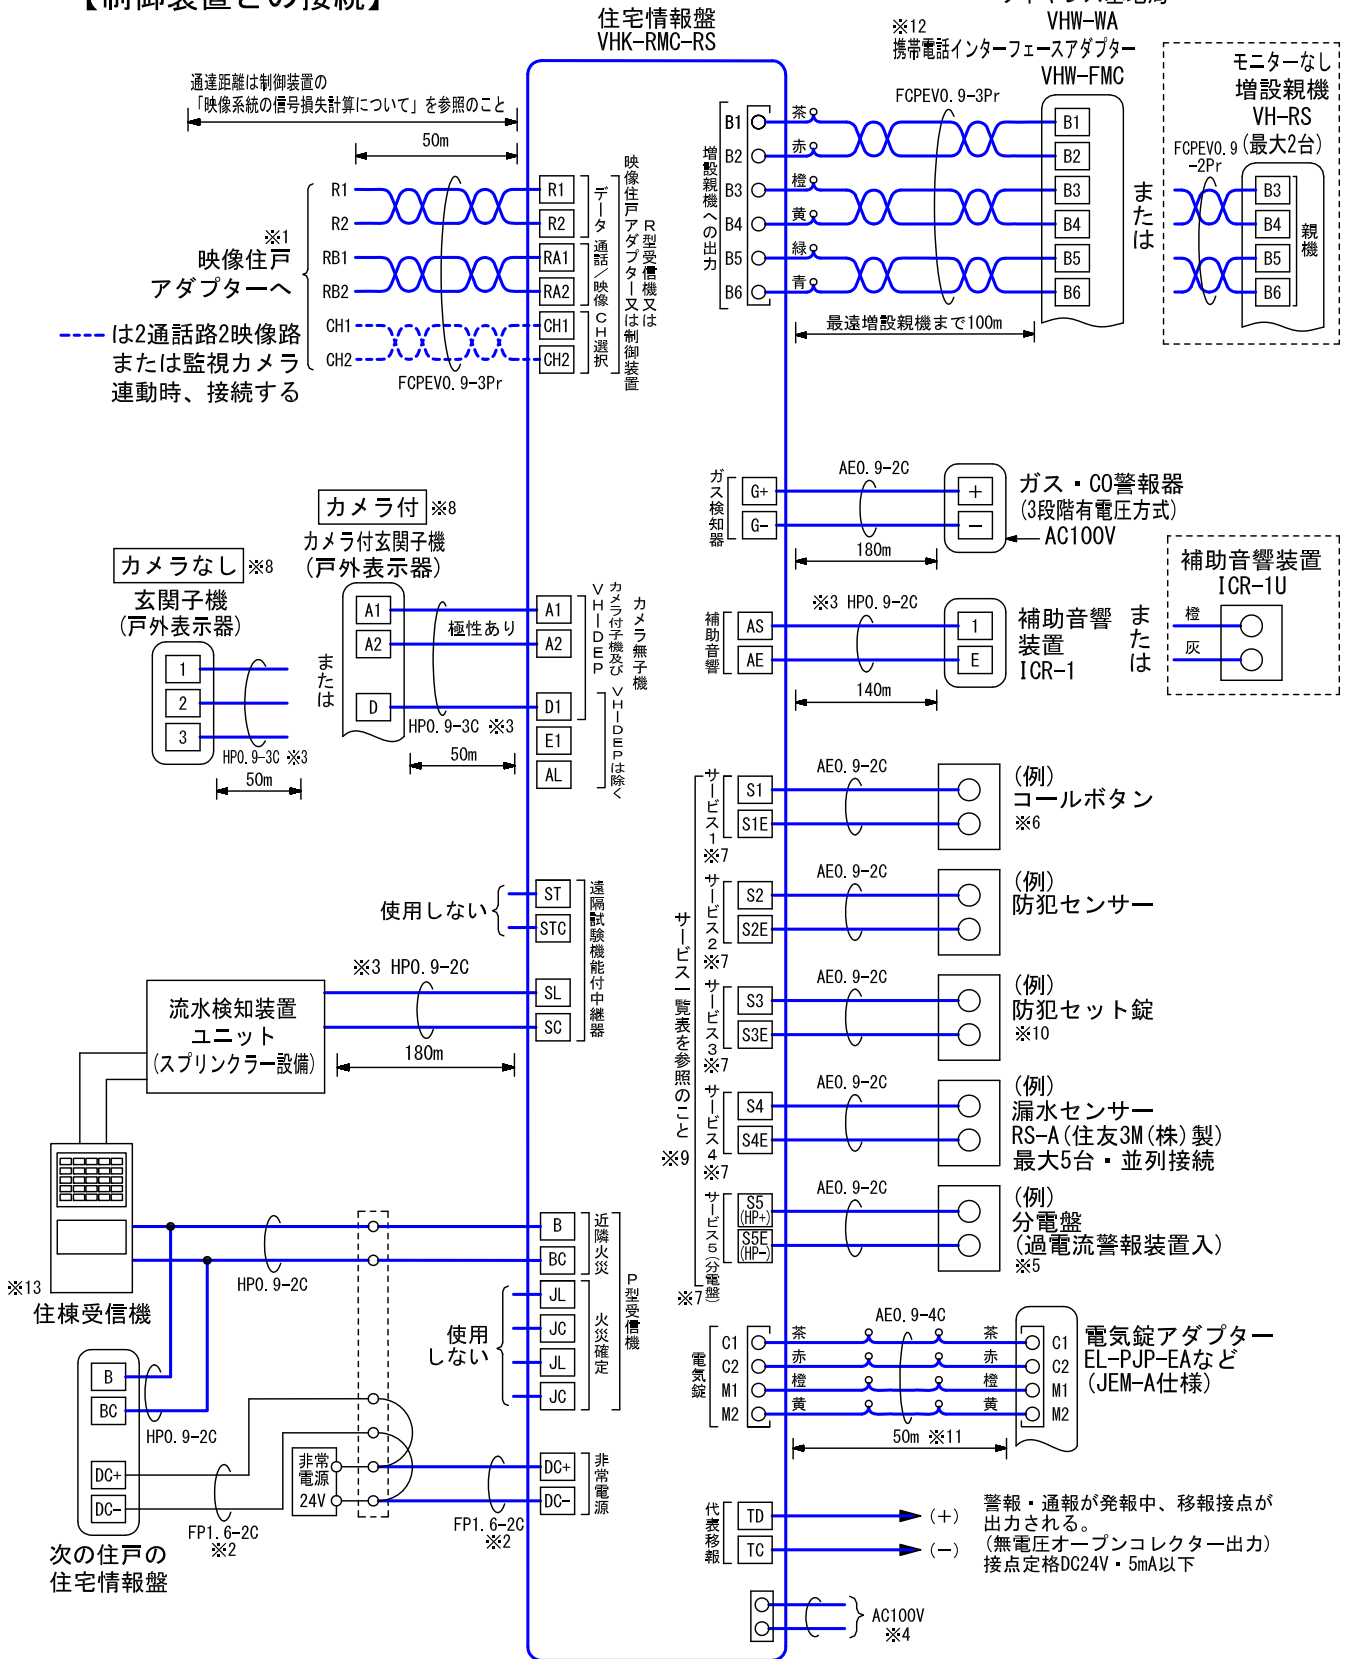 【制御装置との接続】
住宅情報盤
VHK-RMC-RS
通達距離は制御装置の
「映像系統の信号損失計算について」を参照のこと
50m
R1
R2
RB1
RB2
CH1
CH2
※1
映像住戸
アダプターへ
は2通話路2映像路
または監視カメラ
連動時、接続する
FCPEV0.9-3Pr
R1
R2
RA1
RA2
CH1
CH2
データ
通話/映像
CH選択
映像住戸アダプター又は制御装置
R型受信機又は
VHW-WA
※12
携帯電話インターフェースアダプター
VHW-FMC
増設親機への出力
B1
B2
B3
B4
B5
B6
茶
赤
橙
黄
緑
青
FCPEV0.9-3Pr
B1
B2
B3
B4
B5
B6
最遠増設親機まで100m
または
モニターなし
増設親機
VH-RS
(最大2台)
FCPEV0.9
-2Pr
B3
B4
B5
B6
親機
ガス検知器
G+
G-
AE0.9-2C
+
-
180m
ガス・CO警報器
(3段階有電圧方式)
AC100V
補助音響
AS
AE
※3 HP0.9-2C
1
E
140m
補助音響
装置
ICR-1
または
補助音響装置
ICR-1U
橙
灰
カメラ付 ※8
カメラ付玄関子機
(戸外表示器)
カメラなし ※8
玄関子機
(戸外表示器)
1
2
3
HP0.9-3C ※3
50m
または
A1
A2
D
極性あり
HP0.9-3C ※3
50m
A1
A2
D1
E1
AL
VHIDEP
カメラ付子機及び
カメラ無子機
VHIDEPは除く
使用しない
ST
STC
SL
SC
遠隔試験機能付中継器
※3 HP0.9-2C
180m
流水検知装置
ユニット
(スプリンクラー設備)
サービス一覧表を参照のこと
※9
サービス1
※7
S1
S1E
AE0.9-2C
(例)
コールボタン
※6
サービス2
※7
S2
S2E
AE0.9-2C
(例)
防犯センサー
サービス3
※7
S3
S3E
AE0.9-2C
(例)
防犯セット錠
※10
サービス4
※7
S4
S4E
AE0.9-2C
(例)
漏水センサー
RS-A(住友3M(株)製)
最大5台・並列接続
サービス5(分電盤)
※7
S5
(HP+)
S5E
(HP-)
AE0.9-2C
(例)
分電盤
(過電流警報装置入)
※5
※13
住棟受信機
HP0.9-2C
B
BC
JL
JC
JL
JC
近隣火災
火災確定
P型受信機
使用
しない
B
BC
HP0.9-2C
DC+
DC-
FP1.6-2C
※2
次の住戸の
住宅情報盤
非常
電源
24V
FP1.6-2C
※2
DC+
DC-
非常電源
電気錠
C1
C2
M1
M2
茶
赤
橙
黄
AE0.9-4C
茶
赤
橙
黄
C1
C2
M1
M2
50m ※11
電気錠アダプター
EL-PJP-EAなど
(JEM-A仕様)
代表移報
TD
TC
(+)
(-)
警報・通報が発報中、移報接点が
出力される。
(無電圧オープンコレクター出力)
接点定格DC24V・5mA以下
AC100V
※4